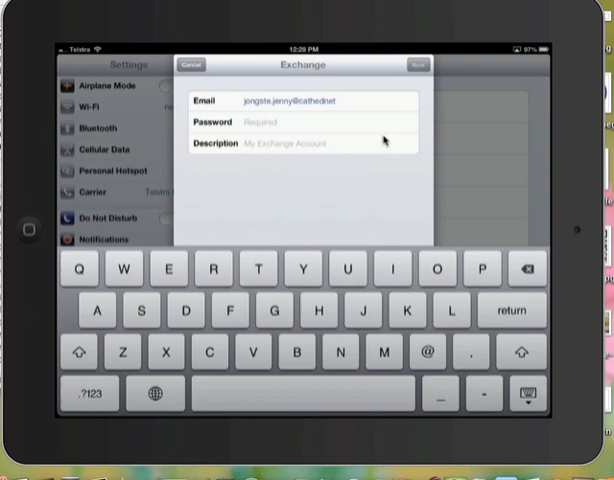 Telstra 12:28 PM 97%
Settings Cancel Exchange Next
Airplane Mode
Email jongste.jenny@cathednet
Wi-Fi
Password Required
Bluetooth
Description My Exchange Account
Cellular Data
Personal Hotspot
Carrier Telstra
Do Not Disturb
Notifications
Q W E R T Y U I O P
A S D F G H J K L return
Z X C V B N M @ .
.?123 _ -